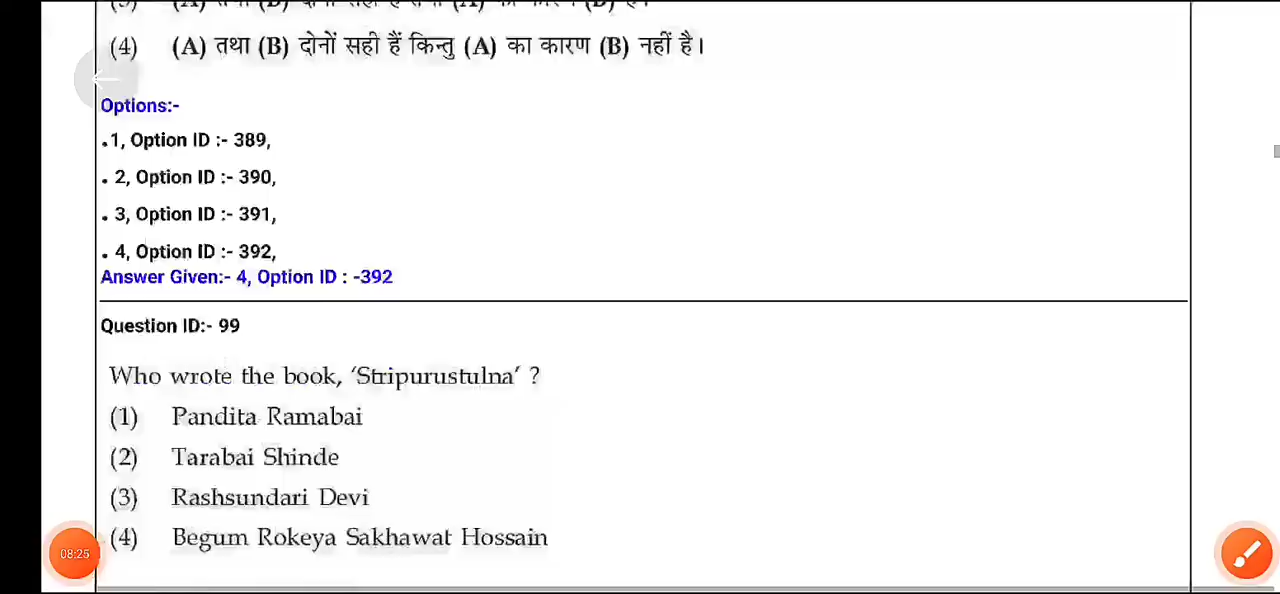 (4) (A) तथा (B) दोनों सही हैं किन्तु (A) का कारण (B) नहीं है।
Options:-
1, Option ID :- 389,
2, Option ID :- 390,
3, Option ID :- 391,
4, Option ID :- 392,
Answer Given:- 4, Option ID : -392
Question ID:- 99
Who wrote the book, ‘Stripurustulna’ ?
(1) Pandita Ramabai
(2) Tarabai Shinde
(3) Rashsundari Devi
(4) Begum Rokeya Sakhawat Hossain
08:25